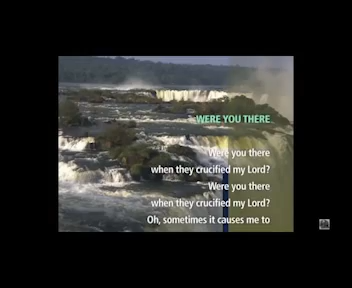 WERE YOU THERE
Were you there
when they crucified my Lord?
Were you there
when they crucified my Lord?
Oh, sometimes it causes me to